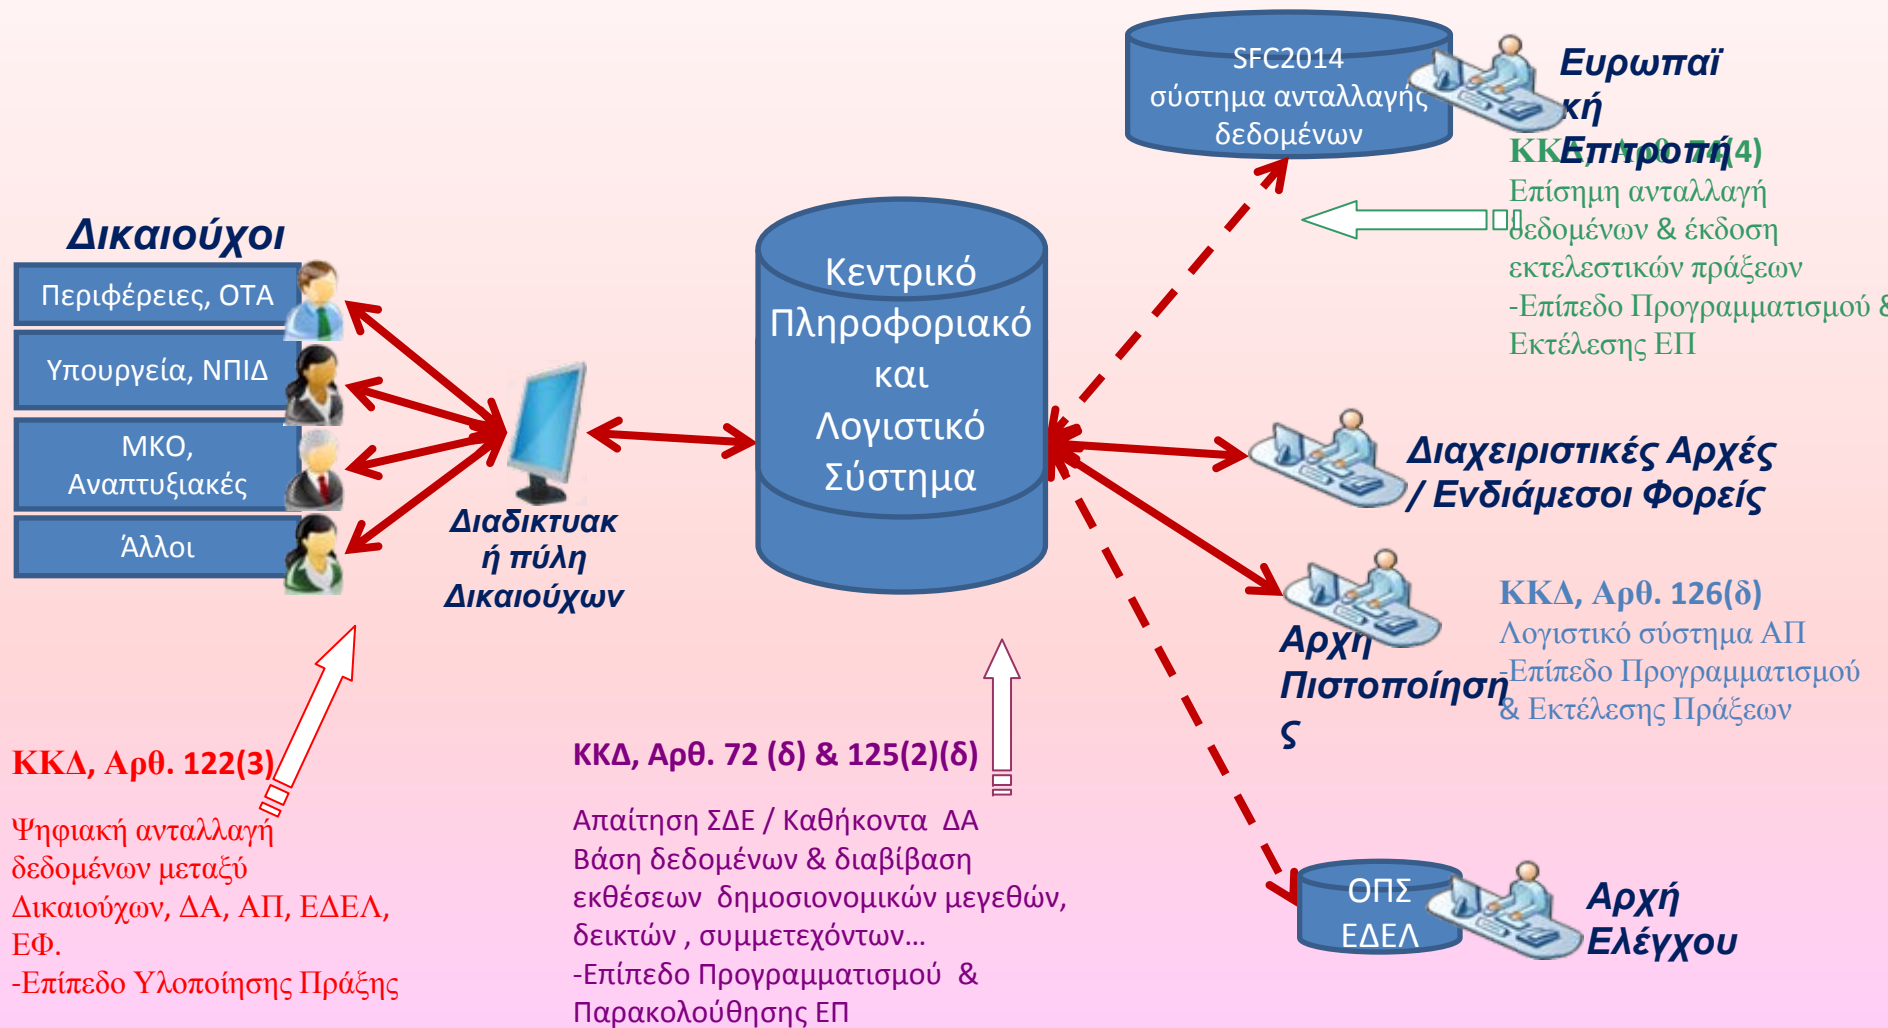 SFC2014
σύστημα ανταλλαγής
δεδομένων
Ευρωπαϊ
κή
Επιτροπή
ΚΚΔ, Αρθ. 74(4)
Επίσημη ανταλλαγή
δεδομένων & έκδοση
εκτελεστικών πράξεων
-Επίπεδο Προγραμματισμού &
Εκτέλεσης ΕΠ
Δικαιούχοι
Περιφέρειες, ΟΤΑ
Υπουργεία, ΝΠΙΔ
ΜΚΟ,
Αναπτυξιακές
Άλλοι
Διαδικτυακ
ή πύλη
Δικαιούχων
Κεντρικό
Πληροφοριακό
και
Λογιστικό
Σύστημα
Διαχειριστικές Αρχές
/ Ενδιάμεσοι Φορείς
Αρχή
Πιστοποίηση
ς
ΚΚΔ, Αρθ. 126(δ)
Λογιστικό σύστημα ΑΠ
-Επίπεδο Προγραμματισμού
& Εκτέλεσης Πράξεων
ΚΚΔ, Αρθ. 122(3)
Ψηφιακή ανταλλαγή
δεδομένων μεταξύ
Δικαιούχων, ΔΑ, ΑΠ, ΕΔΕΛ,
ΕΦ.
-Επίπεδο Υλοποίησης Πράξης
ΚΚΔ, Αρθ. 72 (δ) & 125(2)(δ)
Απαίτηση ΣΔΕ / Καθήκοντα ΔΑ
Βάση δεδομένων & διαβίβαση
εκθέσεων δημοσιονομικών μεγεθών,
δεικτών , συμμετεχόντων...
-Επίπεδο Προγραμματισμού &
Παρακολούθησης ΕΠ
ΟΠΣ
ΕΔΕΛ
Αρχή
Ελέγχου